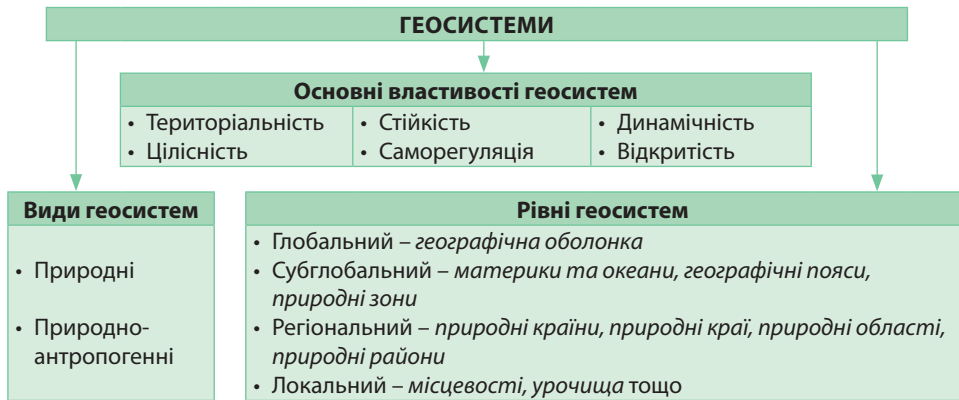 ГЕОСИСТЕМИ
Основні властивості геосистем
• Територіальність
• Цілісність
• Стійкість
• Саморегуляція
• Динамічність
• Відкритість
Види геосистем
• Природні
• Природно-
антропогенні
Рівні геосистем
• Глобальний – географічна оболонка
• Субглобальний – материки та океани, географічні пояси,
природні зони
• Регіональний – природні країни, природні краї, природні області,
природні райони
• Локальний – місцевості, урочища тощо